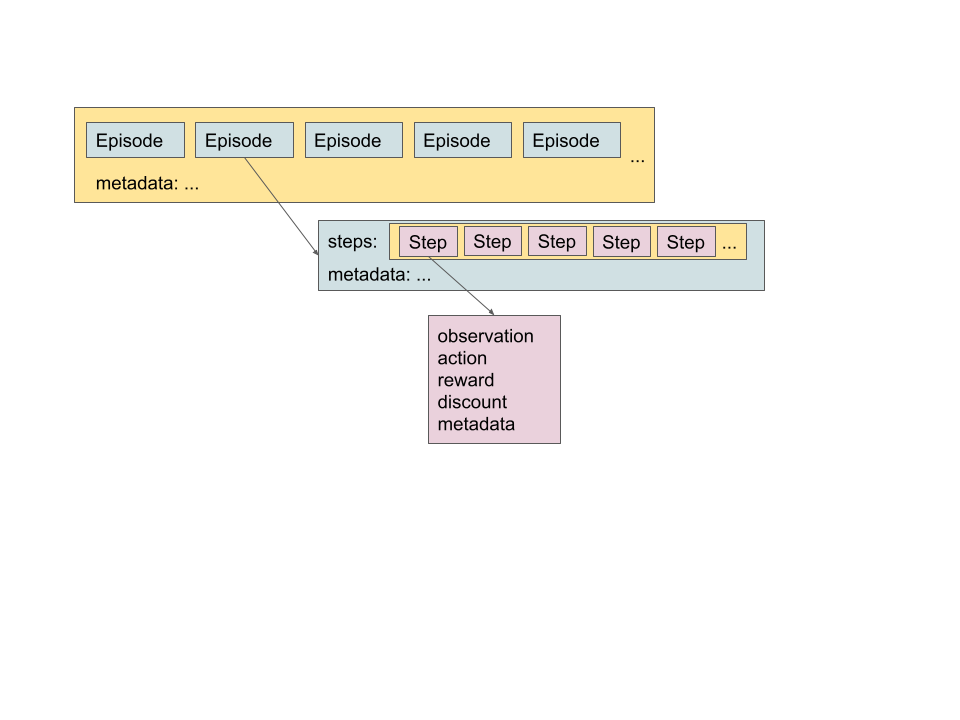 Episode Episode Episode Episode Episode ...
metadata: ...
steps: Step Step Step Step Step ...
metadata: ...
observation
action
reward
discount
metadata